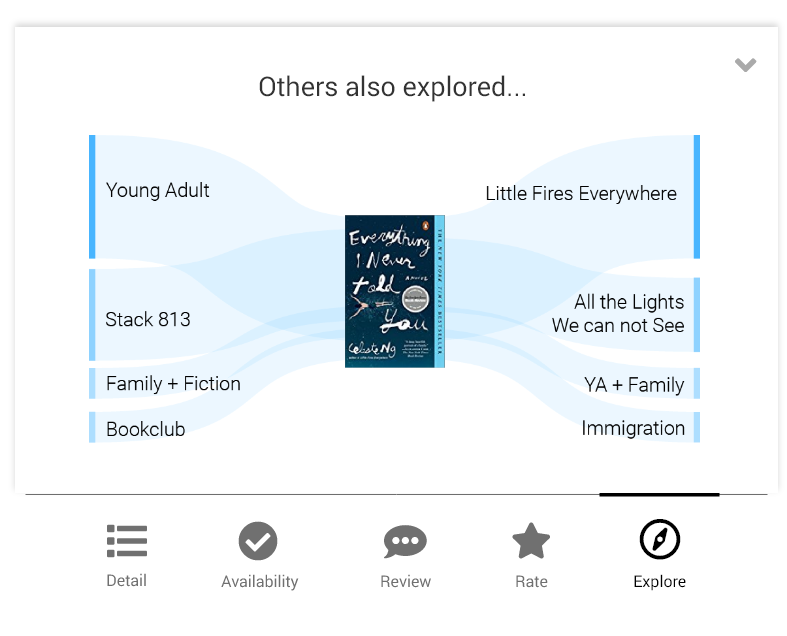 Others also explored...
Young Adult
Little Fires Everywhere
Everything
I Never
told
A NOVEL
You
Celeste Ng
THE NEW YORK TIMES BESTSELLER
Stack 813
All the Lights
We can not See
Family + Fiction
YA + Family
Bookclub
Immigration
Detail
Availability
Review
Rate
Explore